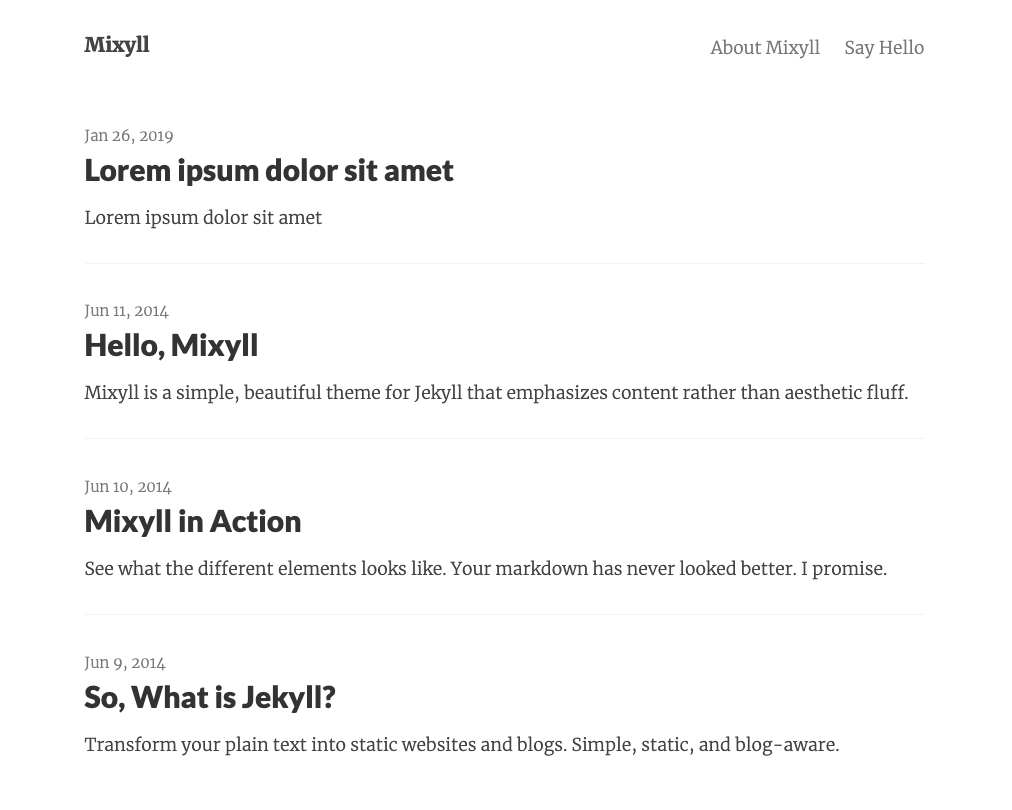 Mixyll
About Mixyll Say Hello
Jan 26, 2019
Lorem ipsum dolor sit amet
Lorem ipsum dolor sit amet
Jun 11, 2014
Hello, Mixyll
Mixyll is a simple, beautiful theme for Jekyll that emphasizes content rather than aesthetic fluff.
Jun 10, 2014
Mixyll in Action
See what the different elements looks like. Your markdown has never looked better. I promise.
Jun 9, 2014
So, What is Jekyll?
Transform your plain text into static websites and blogs. Simple, static, and blog-aware.